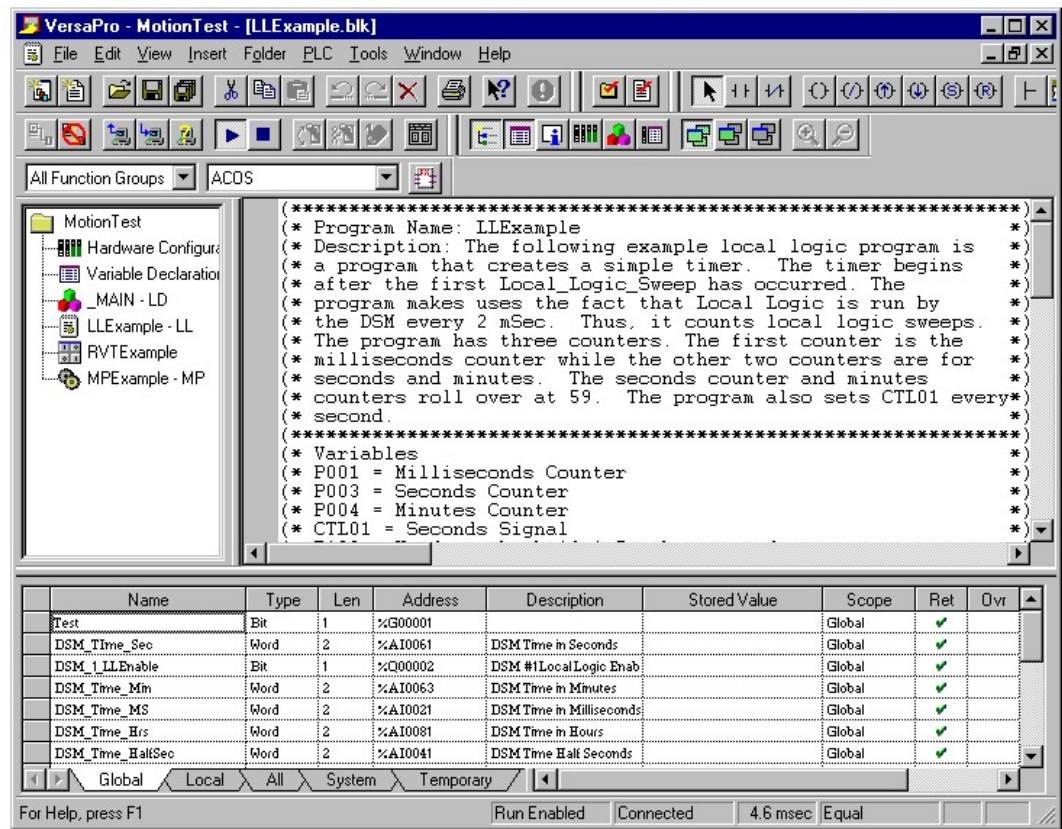 VersaPro - MotionTest - [LLExample.blk]
File Edit View Insert Folder PLC Tools Window Help
All Function Groups ACOS
MotionTest
Hardware Configura
Variable Declaration
_MAIN - LD
LLExample - LL
RVTExample
MPExample - MP
(******************************************************************)
(* Program Name: LLExample *)
(* Description: The following example local logic program is *)
(* a program that creates a simple timer. The timer begins *)
(* after the first Local_Logic_Sweep has occurred. The *)
(* program makes uses the fact that Local Logic is run by *)
(* the DSM every 2 mSec. Thus, it counts local logic sweeps. *)
(* The program has three counters. The first counter is the *)
(* milliseconds counter while the other two counters are for *)
(* seconds and minutes. The seconds counter and minutes *)
(* counters roll over at 59. The program also sets CTL01 every*)
(* second. *)
(******************************************************************)
(* Variables *)
(* P001 = Milliseconds Counter *)
(* P003 = Seconds Counter *)
(* P004 = Minutes Counter *)
(* CTL01 = Seconds Signal *)
Name Type Len Address Description Stored Value Scope Ret Ovr
Test Bit 1 %G00001 Global
DSM_TIme_Sec Word 2 %AI0061 DSM Time in Seconds Global
DSM_1_LLEnable Bit 1 %Q00002 DSM #1 Local Logic Enab Global
DSM_Time_Min Word 2 %AI0063 DSM Time in Minutes Global
DSM_Time_MS Word 2 %AI0021 DSM Time in Milliseconds Global
DSM_Time_Hrs Word 2 %AI0081 DSM Time in Hours Global
DSM_Time_HalfSec Word 2 %AI0041 DSM Time Half Seconds Global
Global Local All System Temporary
For Help, press F1 Run Enabled Connected 4.6 msec Equal